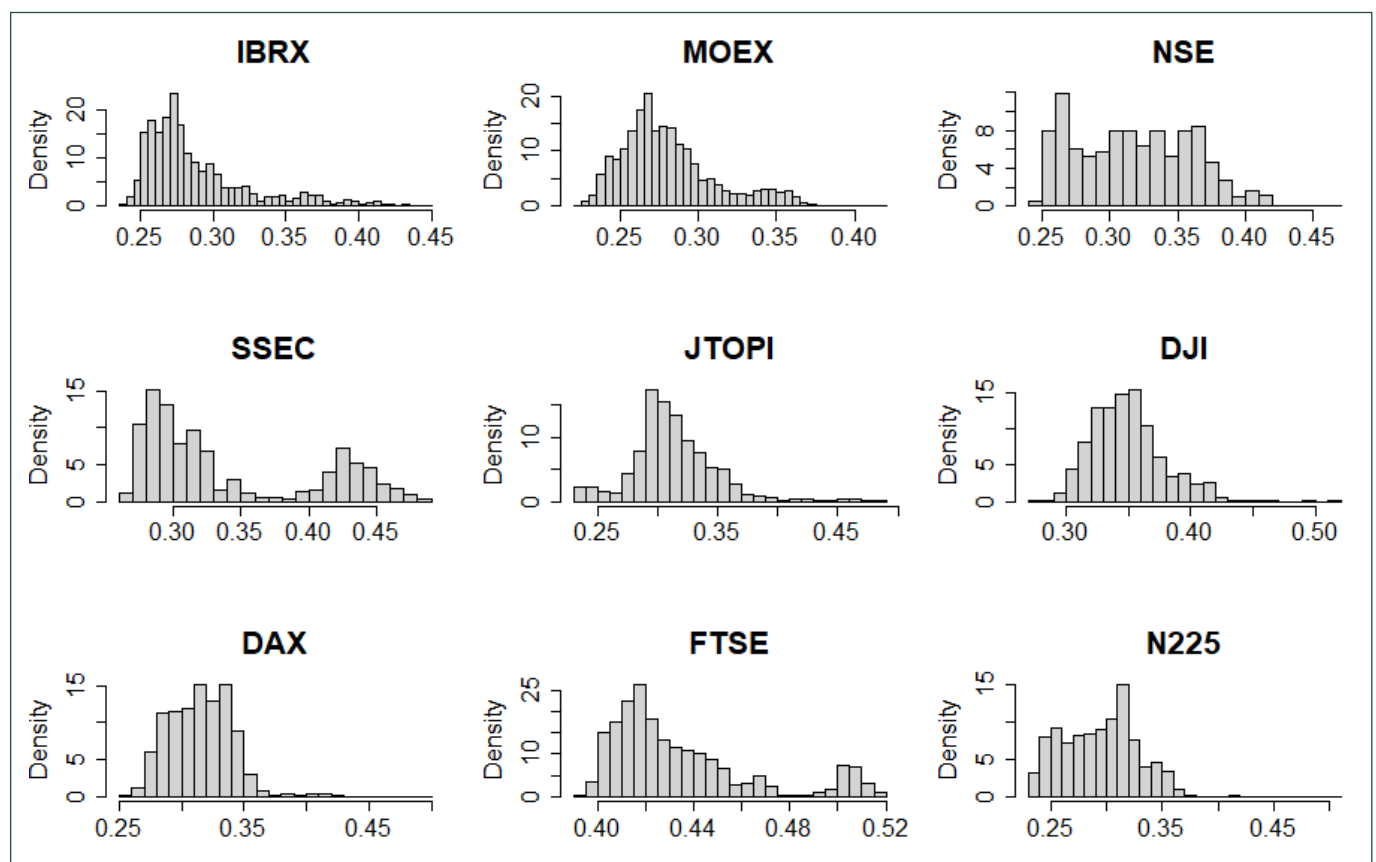 IBRX MOEX NSE
Density 0 10 20 Density 0 5 10 20 Density 0 4 8
0.25 0.30 0.35 0.40 0.45 0.25 0.30 0.35 0.40 0.25 0.30 0.35 0.40 0.45
SSEC JTOPI DJI
Density 0 5 15 Density 0 10 Density 0 5 15
0.30 0.35 0.40 0.45 0.25 0.35 0.45 0.30 0.40 0.50
DAX FTSE N225
Density 0 5 15 Density 0 10 25 Density 0 5 15
0.25 0.35 0.45 0.40 0.44 0.48 0.52 0.25 0.35 0.45